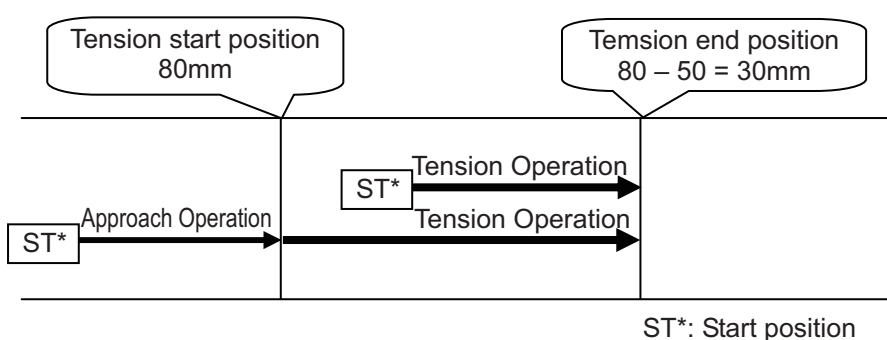 Tension start position
80mm
Temsion end position
80 – 50 = 30mm
Tension Operation
ST*
Approach Operation
Tension Operation
ST*
ST*: Start position